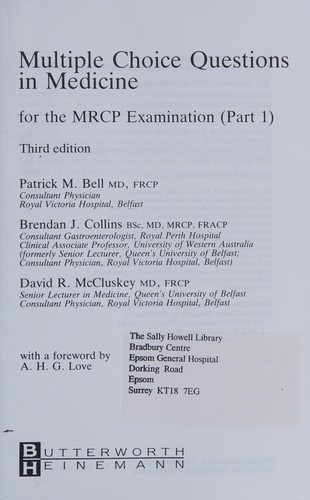 Multiple Choice Questions
in Medicine
for the MRCP Examination (Part 1)
Third edition
Patrick M. Bell MD, FRCP
Consultant Physician
Royal Victoria Hospital, Belfast
Brendan J. Collins BSc, MD, MRCP, FRACP
Consultant Gastroenterologist, Royal Perth Hospital
Clinical Associate Professor, University of Western Australia
(formerly Senior Lecturer, Queen's University of Belfast;
Consultant Physician, Royal Victoria Hospital, Belfast)
David R. McCluskey MD, FRCP
Senior Lecturer in Medicine, Queen's University of Belfast
Consultant Physician, Royal Victoria Hospital, Belfast
with a foreword by
A. H. G. Love
The Sally Howell Library
Bradbury Centre
Epsom General Hospital
Dorking Road
Epsom
Surrey KT18 7EG
BUTTERWORTH
HEINEMANN